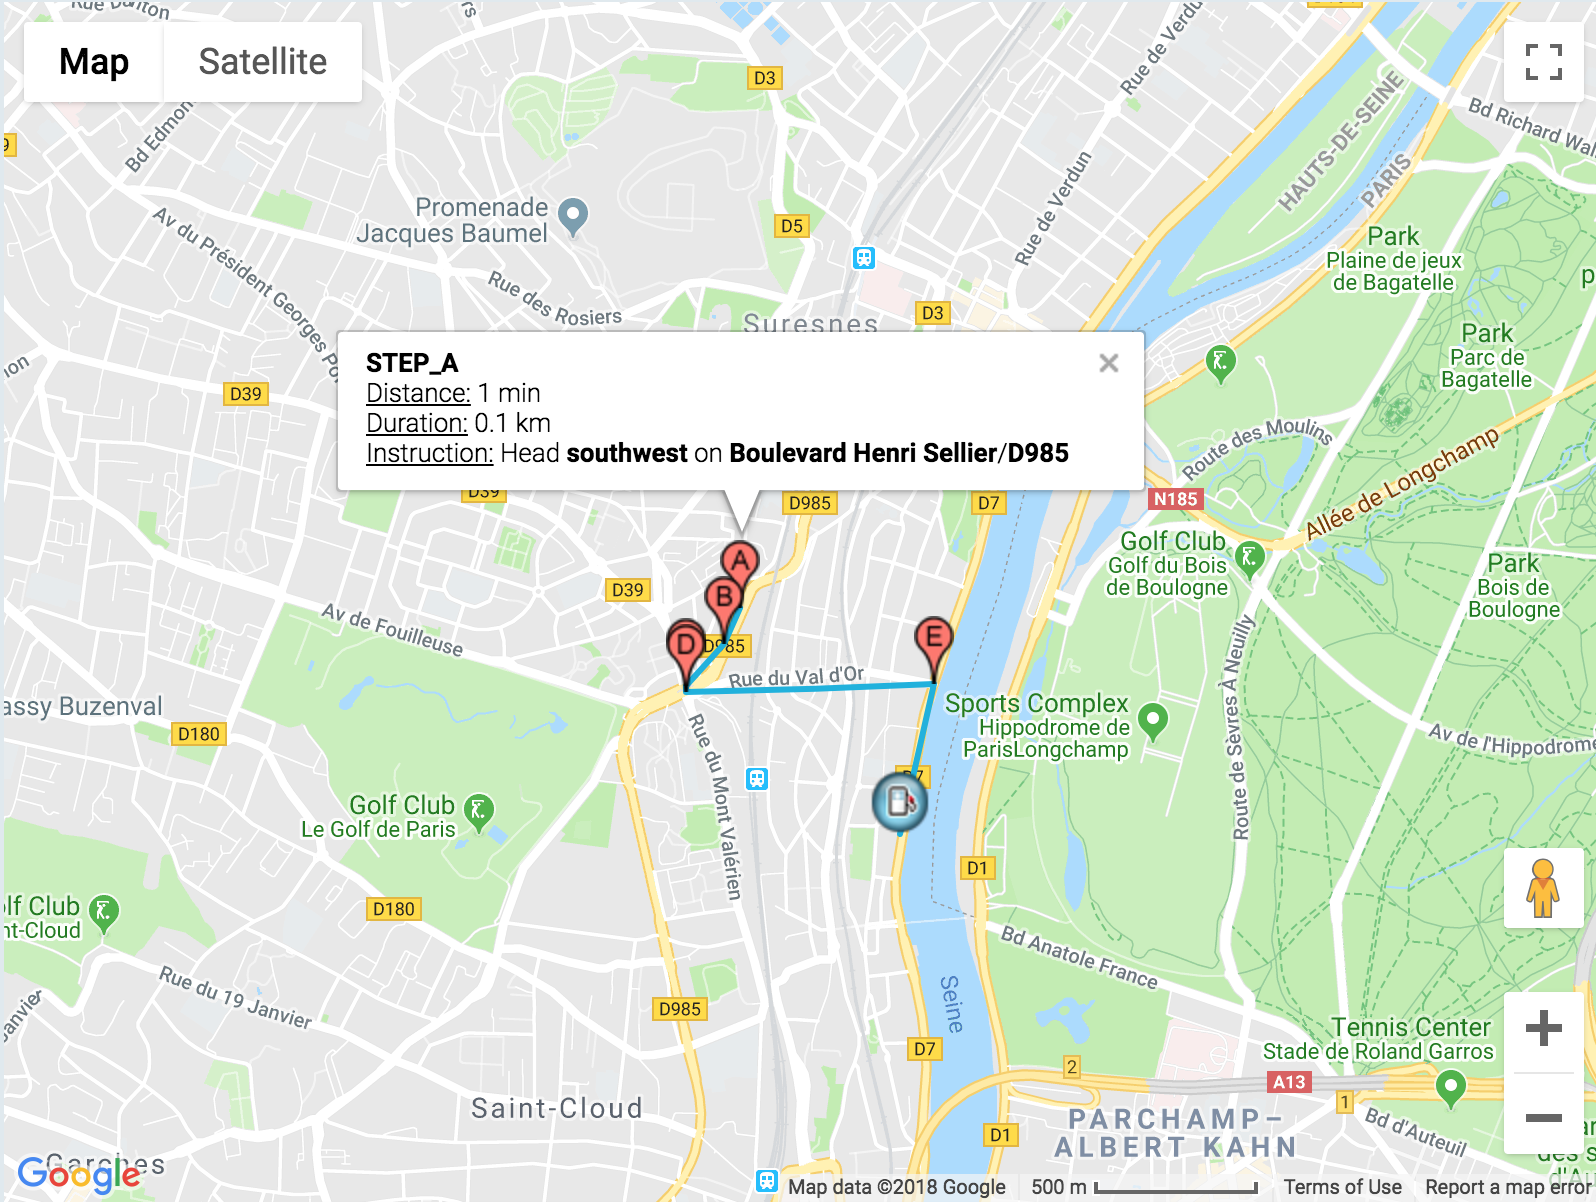 Map
Satellite
D3
Rue de Verdun
Bd Edmon
Bd Richard Wal
HAUTS-DE-SEINE
PARIS
Promenade
Jacques Baumel
D5
Av du Président Georges Po
Rue des Rosiers
Rue de Verdun
Park
Plaine de jeux
de Bagatelle
D3
Suresnes
Park
Parc de
Bagatelle
STEP_A
Distance: 1 min
Duration: 0.1 km
Instruction: Head southwest on Boulevard Henri Sellier/D985
D39
Route des Moulins
Allée de Longchamp
D39
D985
D7
N185
Golf Club
Golf du Bois
de Boulogne
Park
Bois de
Boulogne
A
B
D39
D
D985
E
Av de Fouilleuse
Rue du Val d'Or
Route de Sèvres À Neuilly
assy Buzenval
D180
Sports Complex
Hippodrome de
ParisLongchamp
Av de l'Hippodrome
Rue du Mont Valérien
D7
Golf Club
Le Golf de Paris
D1
lf Club
nt-Cloud
D180
Bd Anatole France
Rue du 19 Janvier
anvier
D985
Seine
D7
Tennis Center
Stade de Roland Garros
2
A13
1
Saint-Cloud
PARCHAMP–
ALBERT KAHN
D1
Bd d'Auteuil
Garches
Google
Map data ©2018 Google
500 m
Terms of Use
Report a map error